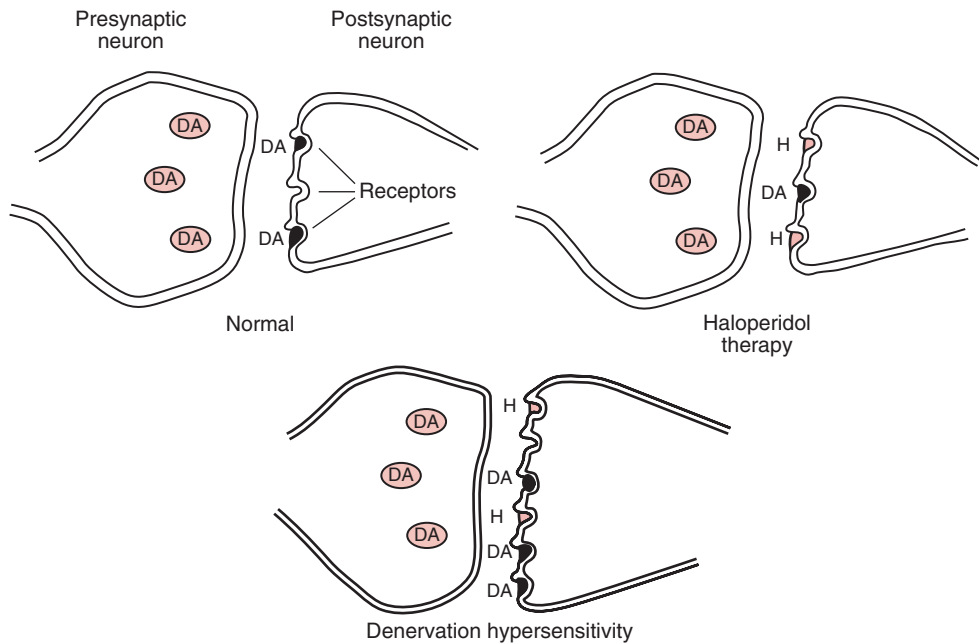 Presynaptic
neuron
Postsynaptic
neuron
DA
DA
DA
DA
DA
Receptors
Normal
DA
DA
DA
H
DA
H
Haloperidol
therapy
DA
DA
DA
H
DA
H
DA
DA
Denervation hypersensitivity